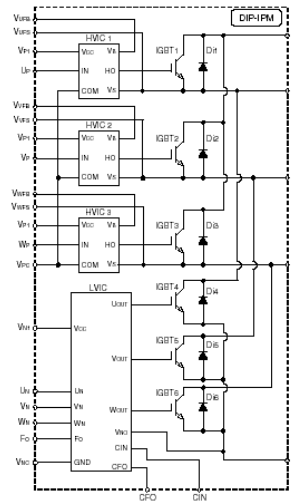 DIP-IPM
VUFB
VUFS
VP1
UP
HVIC 1
VCC VB
IN HO
COM VS
IGBT1
Di1
VVFB
VVFS
VP1
VP
HVIC 2
VCC VB
IN HO
COM VS
IGBT2
Di2
VWFB
VWFS
VP1
WP
VPC
HVIC 3
VCC VB
IN HO
COM VS
IGBT3
Di3
LVIC
UOUT
IGBT4
Di4
VN1
VCC
VOUT
IGBT5
Di5
UN UN
VN VN
WN WN
FO FO
VNC GND
WOUT
IGBT6
Di6
VNO
CIN
CFO
CFO
CIN